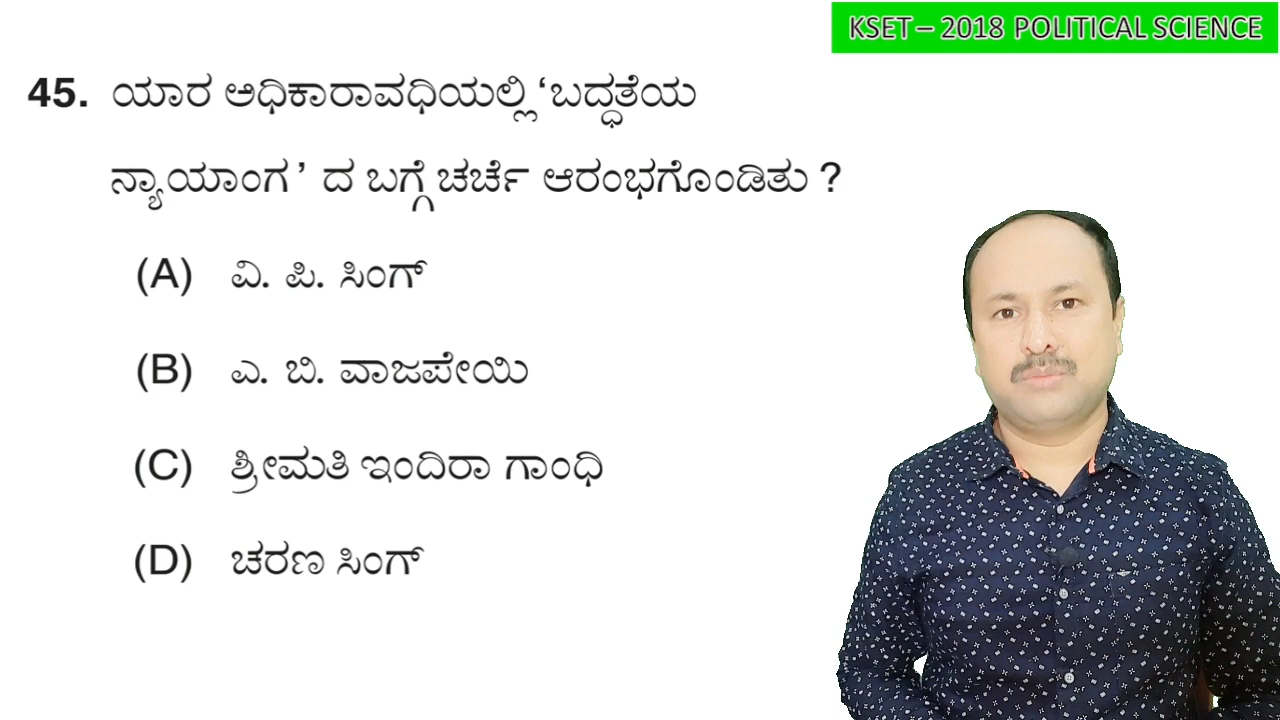 KSET – 2018 POLITICAL SCIENCE
45. ಯಾರ ಅಧಿಕಾರಾವಧಿಯಲ್ಲಿ ‘ಬದ್ಧತೆಯ
ನ್ಯಾಯಾಂಗ’ ದ ಬಗ್ಗೆ ಚರ್ಚೆ ಆರಂಭಗೊಂಡಿತು ?
(A) ವಿ. ಪಿ. ಸಿಂಗ್
(B) ಎ. ಬಿ. ವಾಜಪೇಯಿ
(C) ಶ್ರೀಮತಿ ಇಂದಿರಾ ಗಾಂಧಿ
(D) ಚರಣ ಸಿಂಗ್